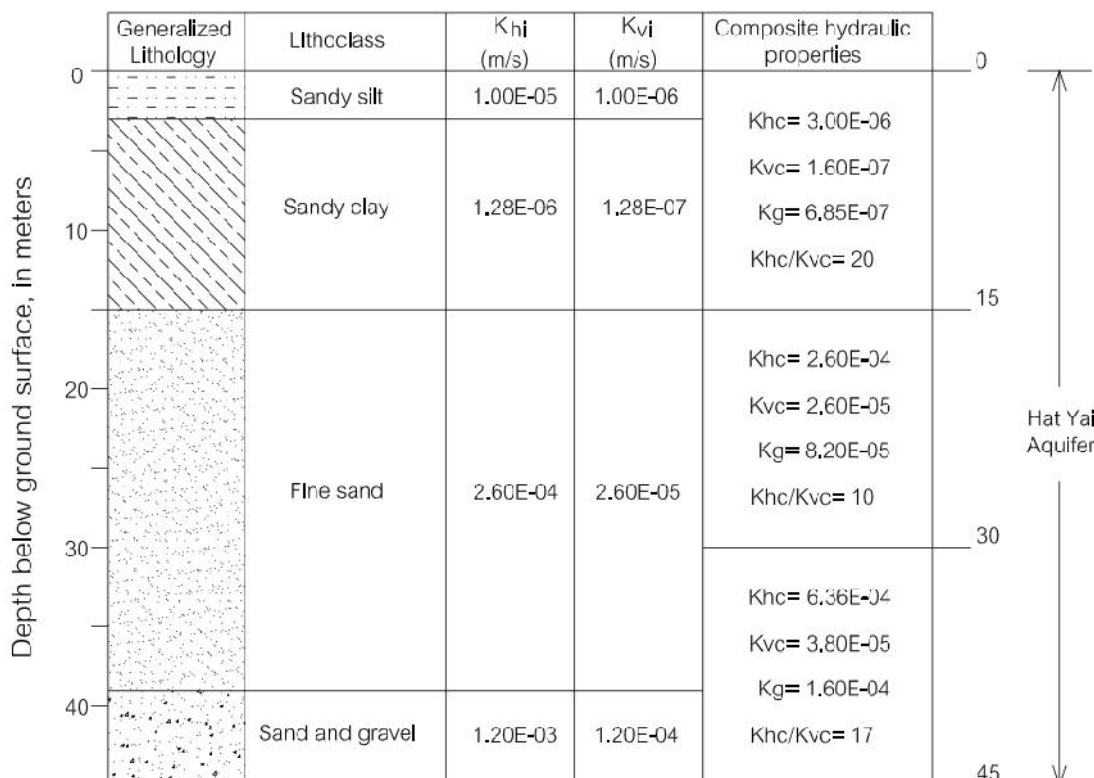 Generalized Lithology
Lithoclass
Khi (m/s)
Kvi (m/s)
Composite hydraulic properties
Depth below ground surface, in meters
0
10
20
30
40
Sandy silt 1.00E-05 1.00E-06
Sandy clay 1.28E-06 1.28E-07
Fine sand 2.60E-04 2.60E-05
Sand and gravel 1.20E-03 1.20E-04
Khc= 3.00E-06
Kvc= 1.60E-07
Kg= 6.85E-07
Khc/Kvc= 20
Khc= 2.60E-04
Kvc= 2.60E-05
Kg= 8.20E-05
Khc/Kvc= 10
Khc= 6.36E-04
Kvc= 3.80E-05
Kg= 1.60E-04
Khc/Kvc= 17
0
15
30
45
Hat Yai
Aquifer